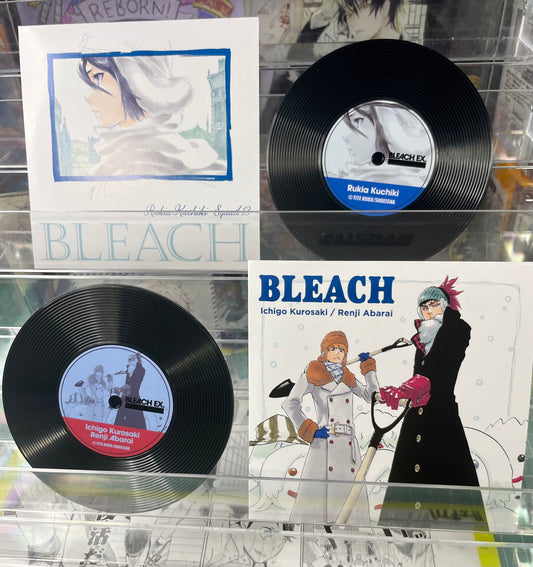 REBORN!
Rukia Kuchiki Squad 13
BLEACH
BLEACH EX.
Rukia Kuchiki
© TITE KUBO/SHUEISHA
BLEACH
Ichigo Kurosaki / Renji Abarai
BLEACH EX.
Ichigo Kurosaki
Renji Abarai
© TITE KUBO/SHUEISHA